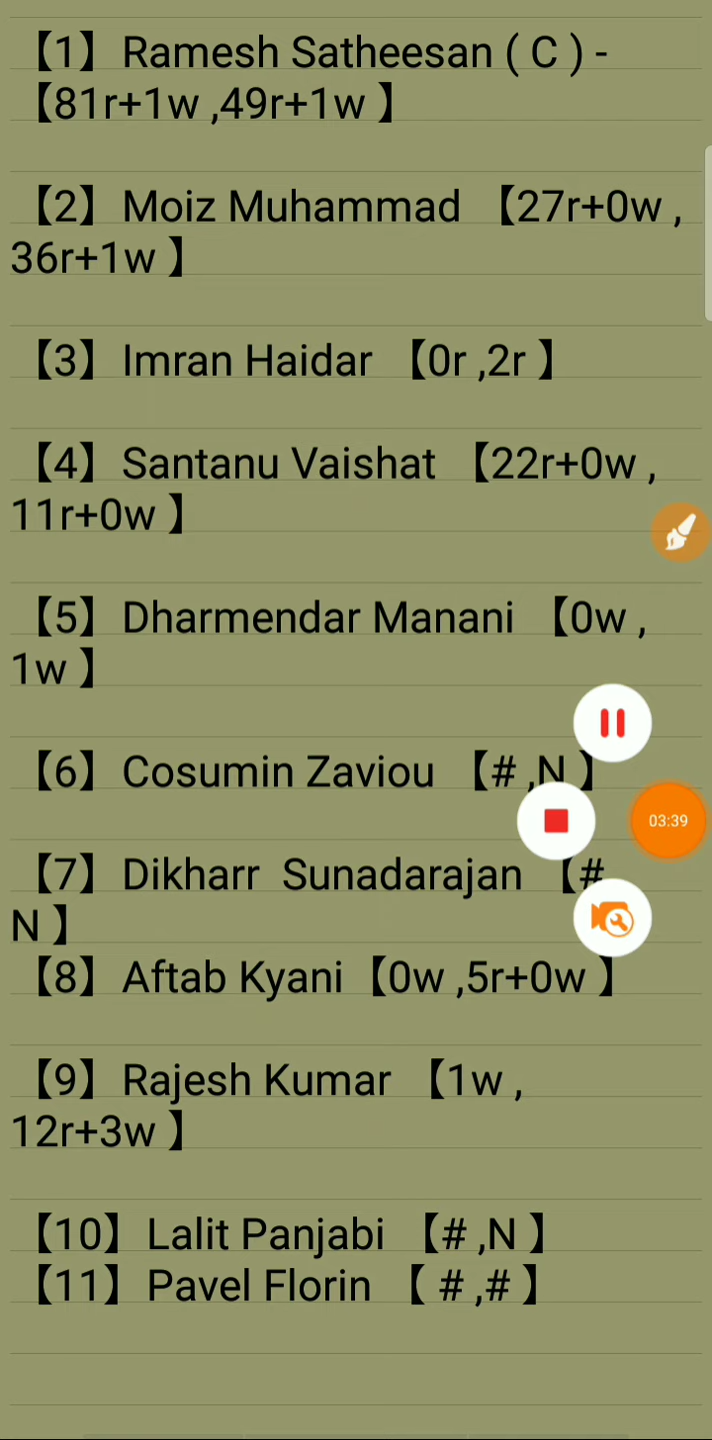 【1】Ramesh Satheesan ( C ) -
【81r+1w ,49r+1w 】
【2】Moiz Muhammad 【27r+0w ,
36r+1w 】
【3】Imran Haidar 【0r ,2r 】
【4】Santanu Vaishat 【22r+0w ,
11r+0w 】
【5】Dharmendar Manani 【0w ,
1w 】
【6】Cosumin Zaviou 【# ,N 】
【7】Dikharr Sunadarajan 【#
N 】
【8】Aftab Kyani【0w ,5r+0w 】
【9】Rajesh Kumar 【1w ,
12r+3w 】
【10】Lalit Panjabi 【# ,N 】
【11】Pavel Florin 【 # ,# 】
03:39